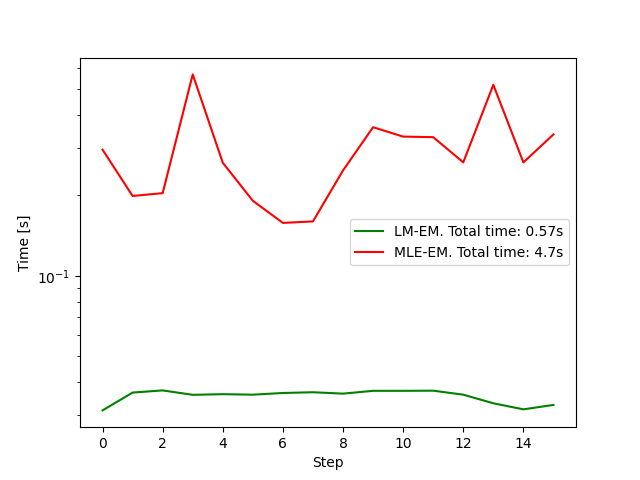 Time [s]
10⁻¹
LM-EM. Total time: 0.57s
MLE-EM. Total time: 4.7s
0 2 4 6 8 10 12 14
Step